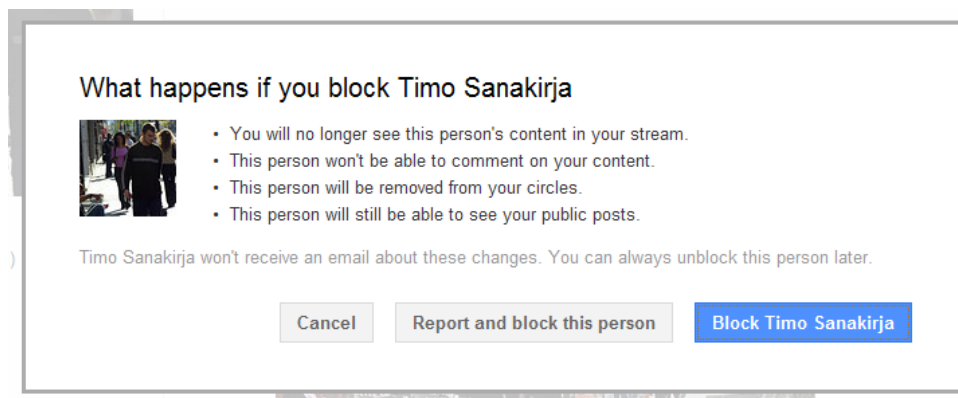 What happens if you block Timo Sanakirja
• You will no longer see this person's content in your stream.
• This person won't be able to comment on your content.
• This person will be removed from your circles.
• This person will still be able to see your public posts.
)
Timo Sanakirja won't receive an email about these changes. You can always unblock this person later.
Cancel
Report and block this person
Block Timo Sanakirja